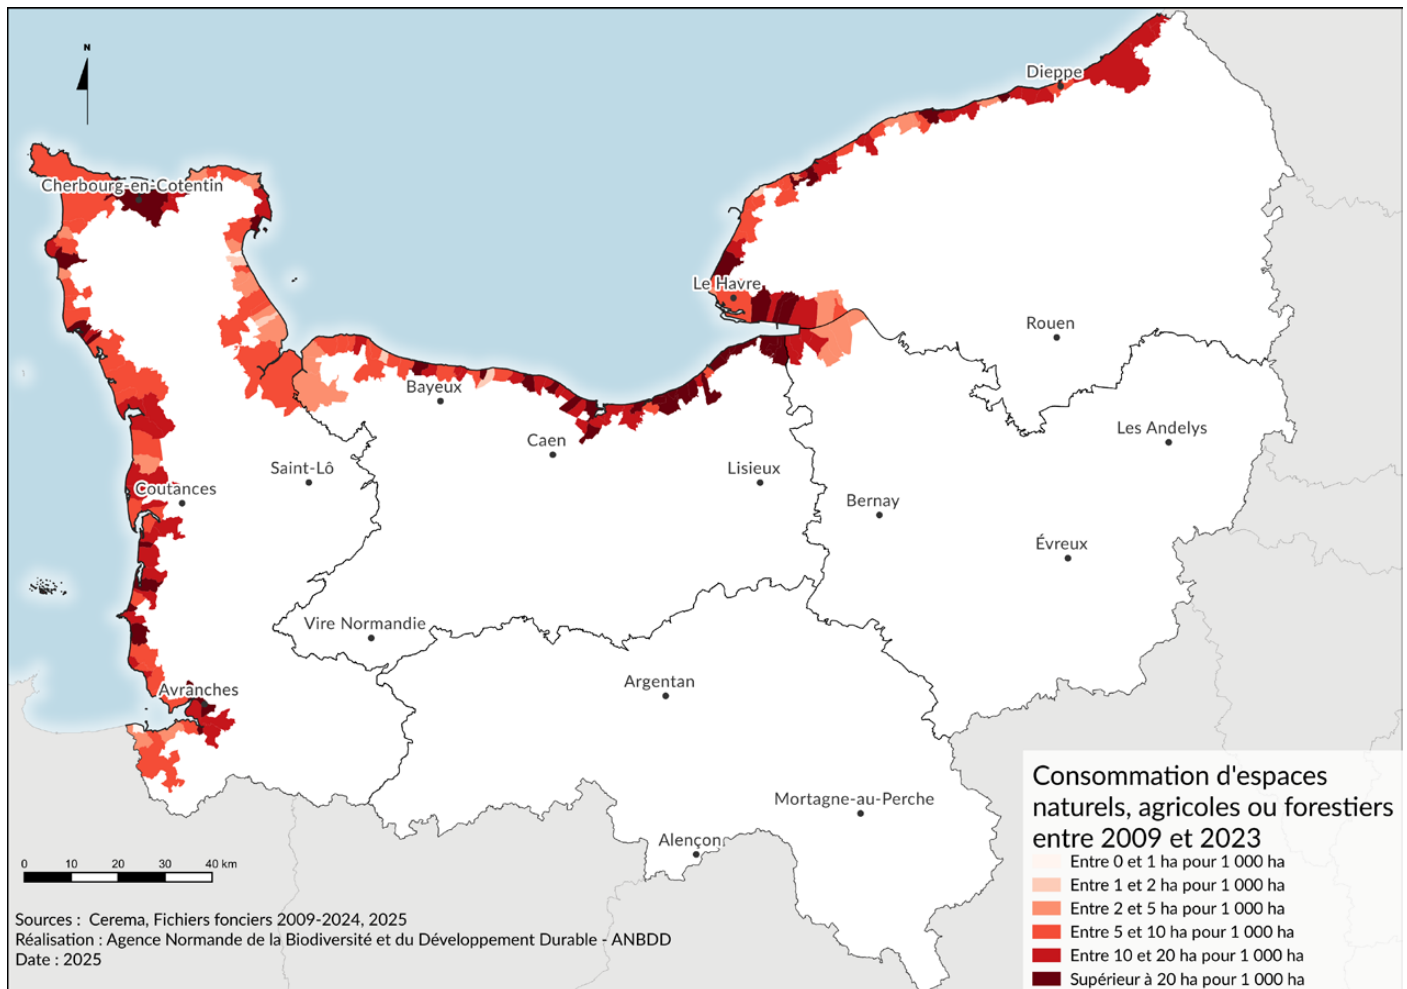 N
Dieppe
Cherbourg-en-Cotentin
Le Havre
Rouen
Bayeux
Les Andelys
Caen
Saint-Lô
Lisieux
Coutances
Bernay
Évreux
Vire Normandie
Argentan
Avranches
Mortagne-au-Perche
Alençon
Consommation d'espaces
naturels, agricoles ou forestiers
entre 2009 et 2023
Entre 0 et 1 ha pour 1 000 ha
Entre 1 et 2 ha pour 1 000 ha
Entre 2 et 5 ha pour 1 000 ha
Entre 5 et 10 ha pour 1 000 ha
Entre 10 et 20 ha pour 1 000 ha
Supérieur à 20 ha pour 1 000 ha
0 10 20 30 40 km
Sources : Cerema, Fichiers fonciers 2009-2024, 2025
Réalisation : Agence Normande de la Biodiversité et du Développement Durable - ANBDD
Date : 2025